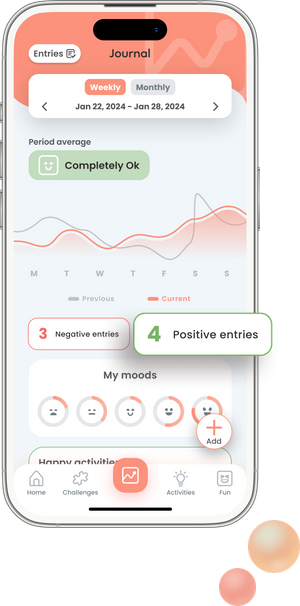 Entries
Journal
Weekly
Monthly
Jan 22, 2024 - Jan 28, 2024
Period average
Completely Ok
M T W T F S S
Previous
Current
3 Negative entries
4 Positive entries
My moods
Add
Happy activities
Home
Challenges
Activities
Fun